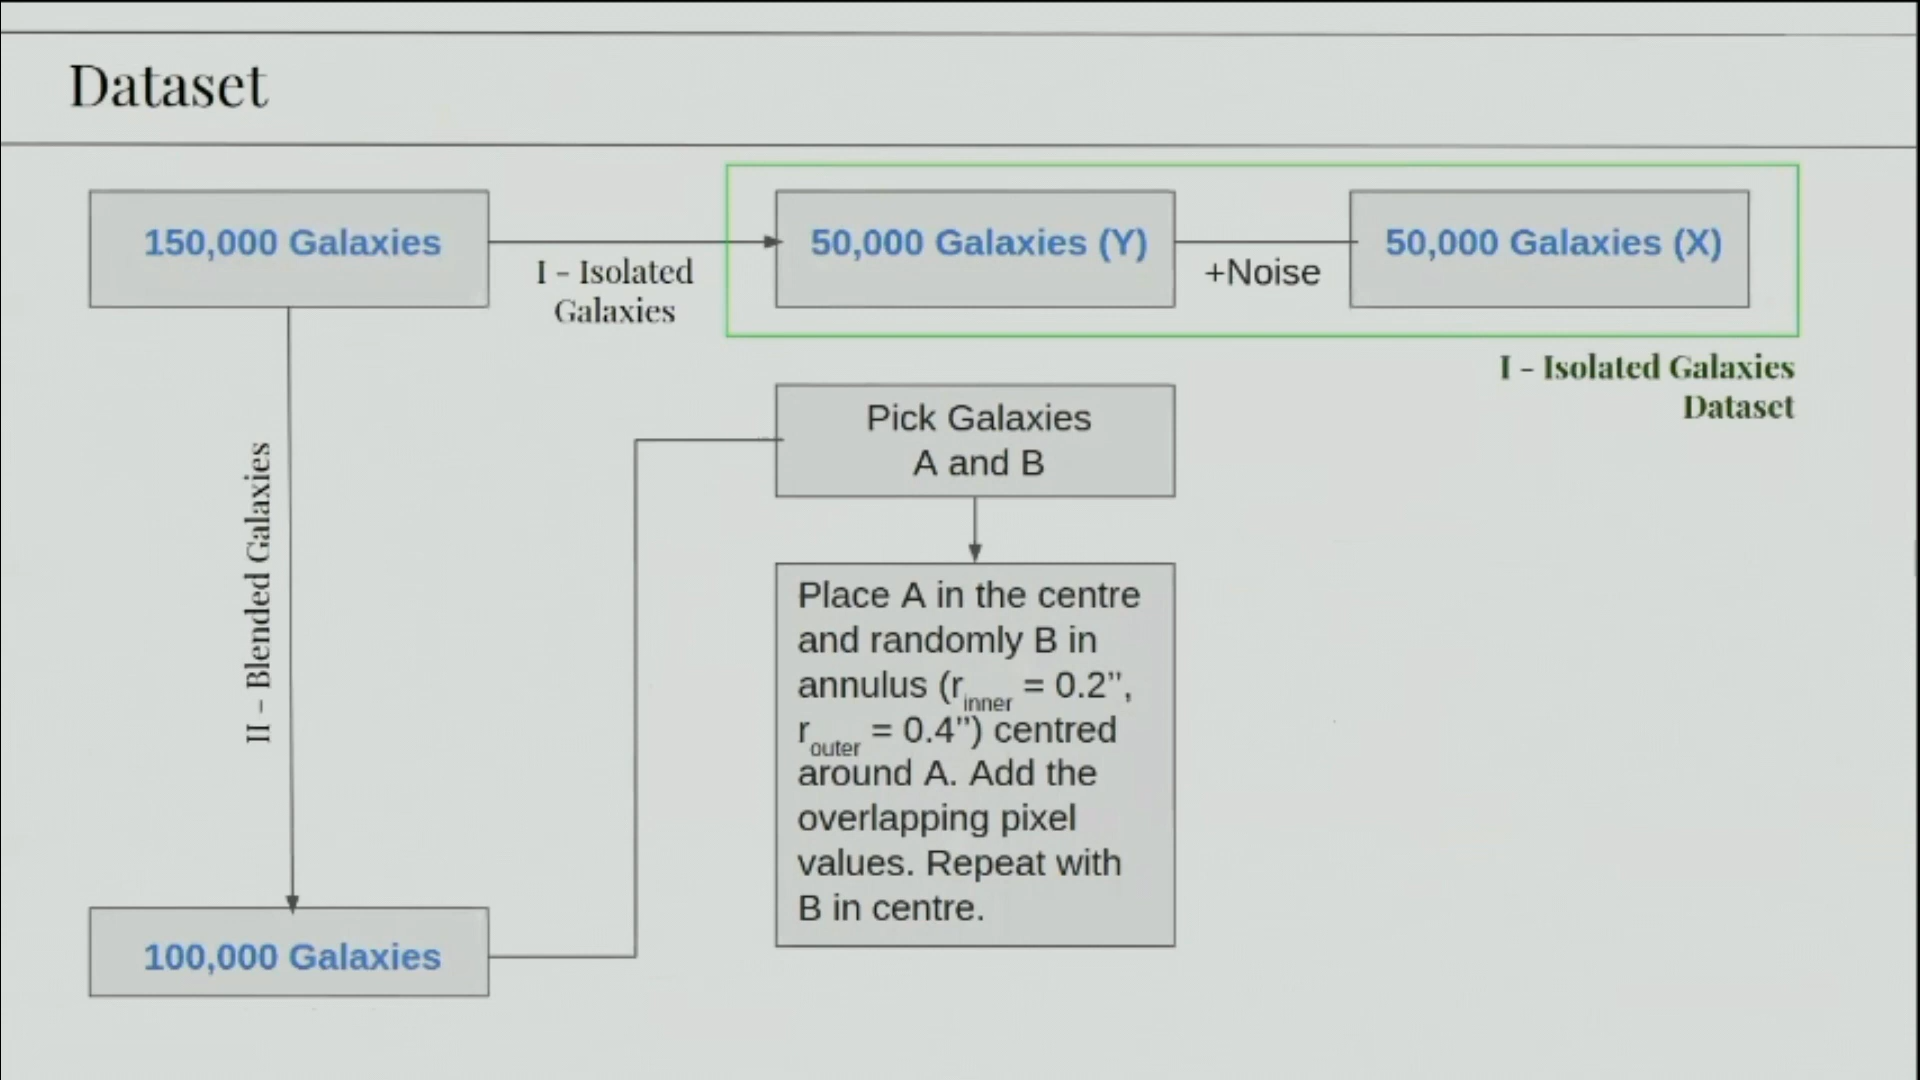 Dataset
150,000 Galaxies
I - Isolated
Galaxies
50,000 Galaxies (Y)
+Noise
50,000 Galaxies (X)
I - Isolated Galaxies
Dataset
II - Blended Galaxies
Pick Galaxies
A and B
Place A in the centre
and randomly B in
annulus (rinner = 0.2”,
router = 0.4”) centred
around A. Add the
overlapping pixel
values. Repeat with
B in centre.
100,000 Galaxies